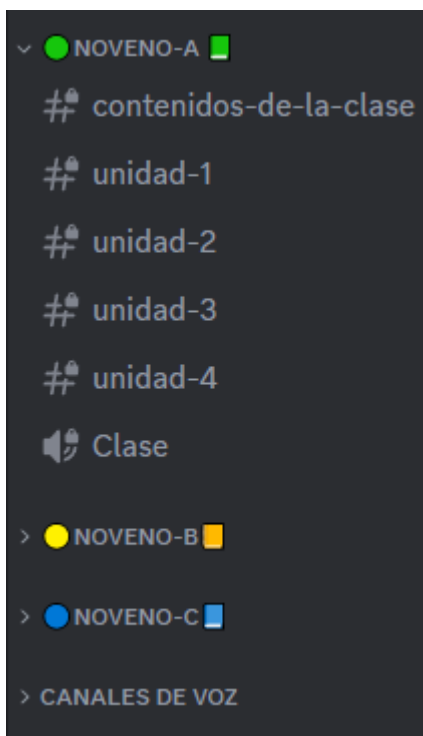 NOVENO-A
contenidos-de-la-clase
unidad-1
unidad-2
unidad-3
unidad-4
Clase
NOVENO-B
NOVENO-C
CANALES DE VOZ